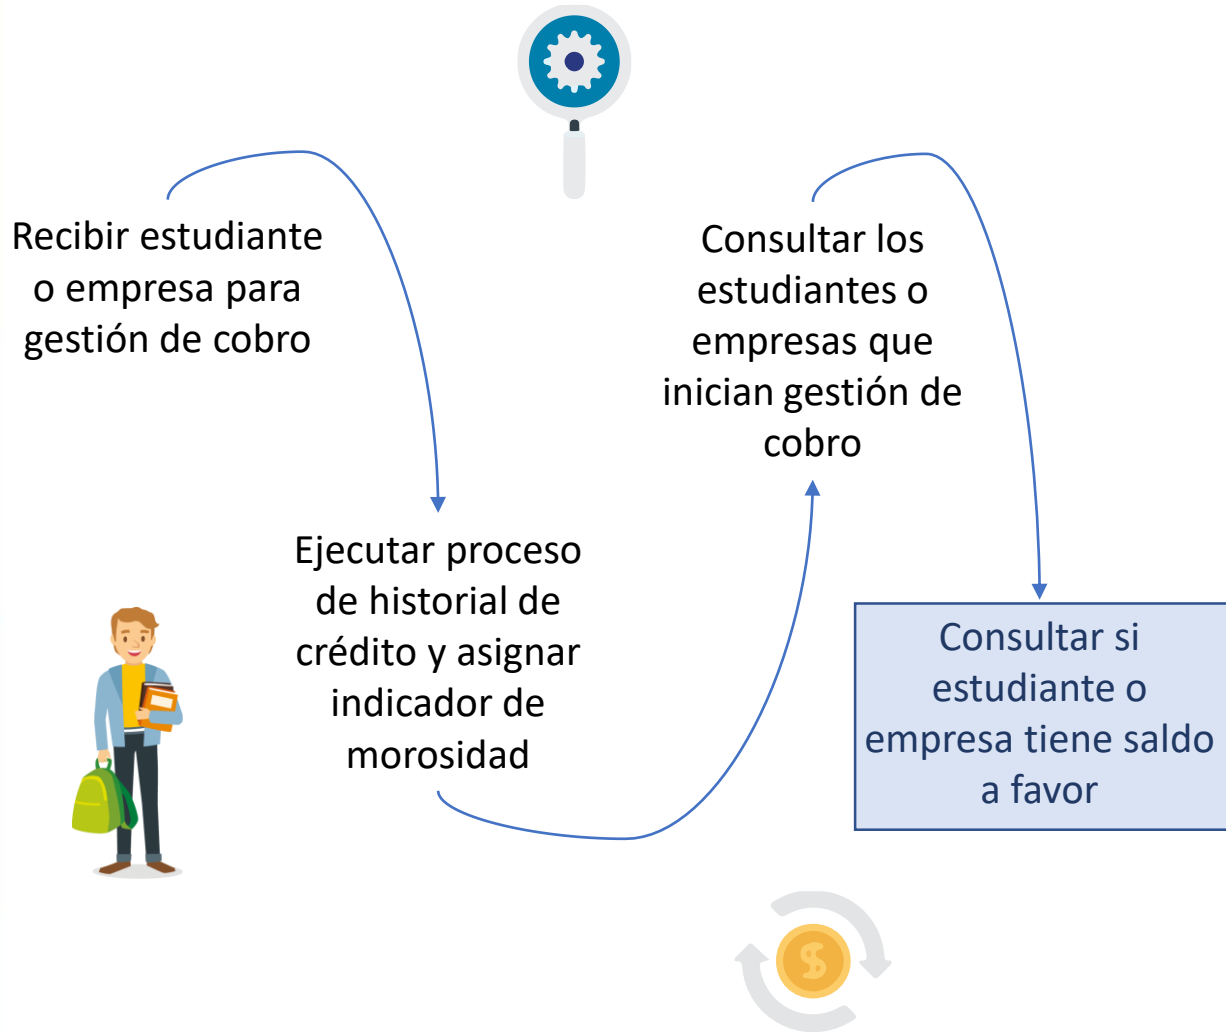 Recibir estudiante
o empresa para
gestión de cobro
Ejecutar proceso
de historial de
crédito y asignar
indicador de
morosidad
Consultar los
estudiantes o
empresas que
inician gestión de
cobro
Consultar si
estudiante o
empresa tiene saldo
a favor
$